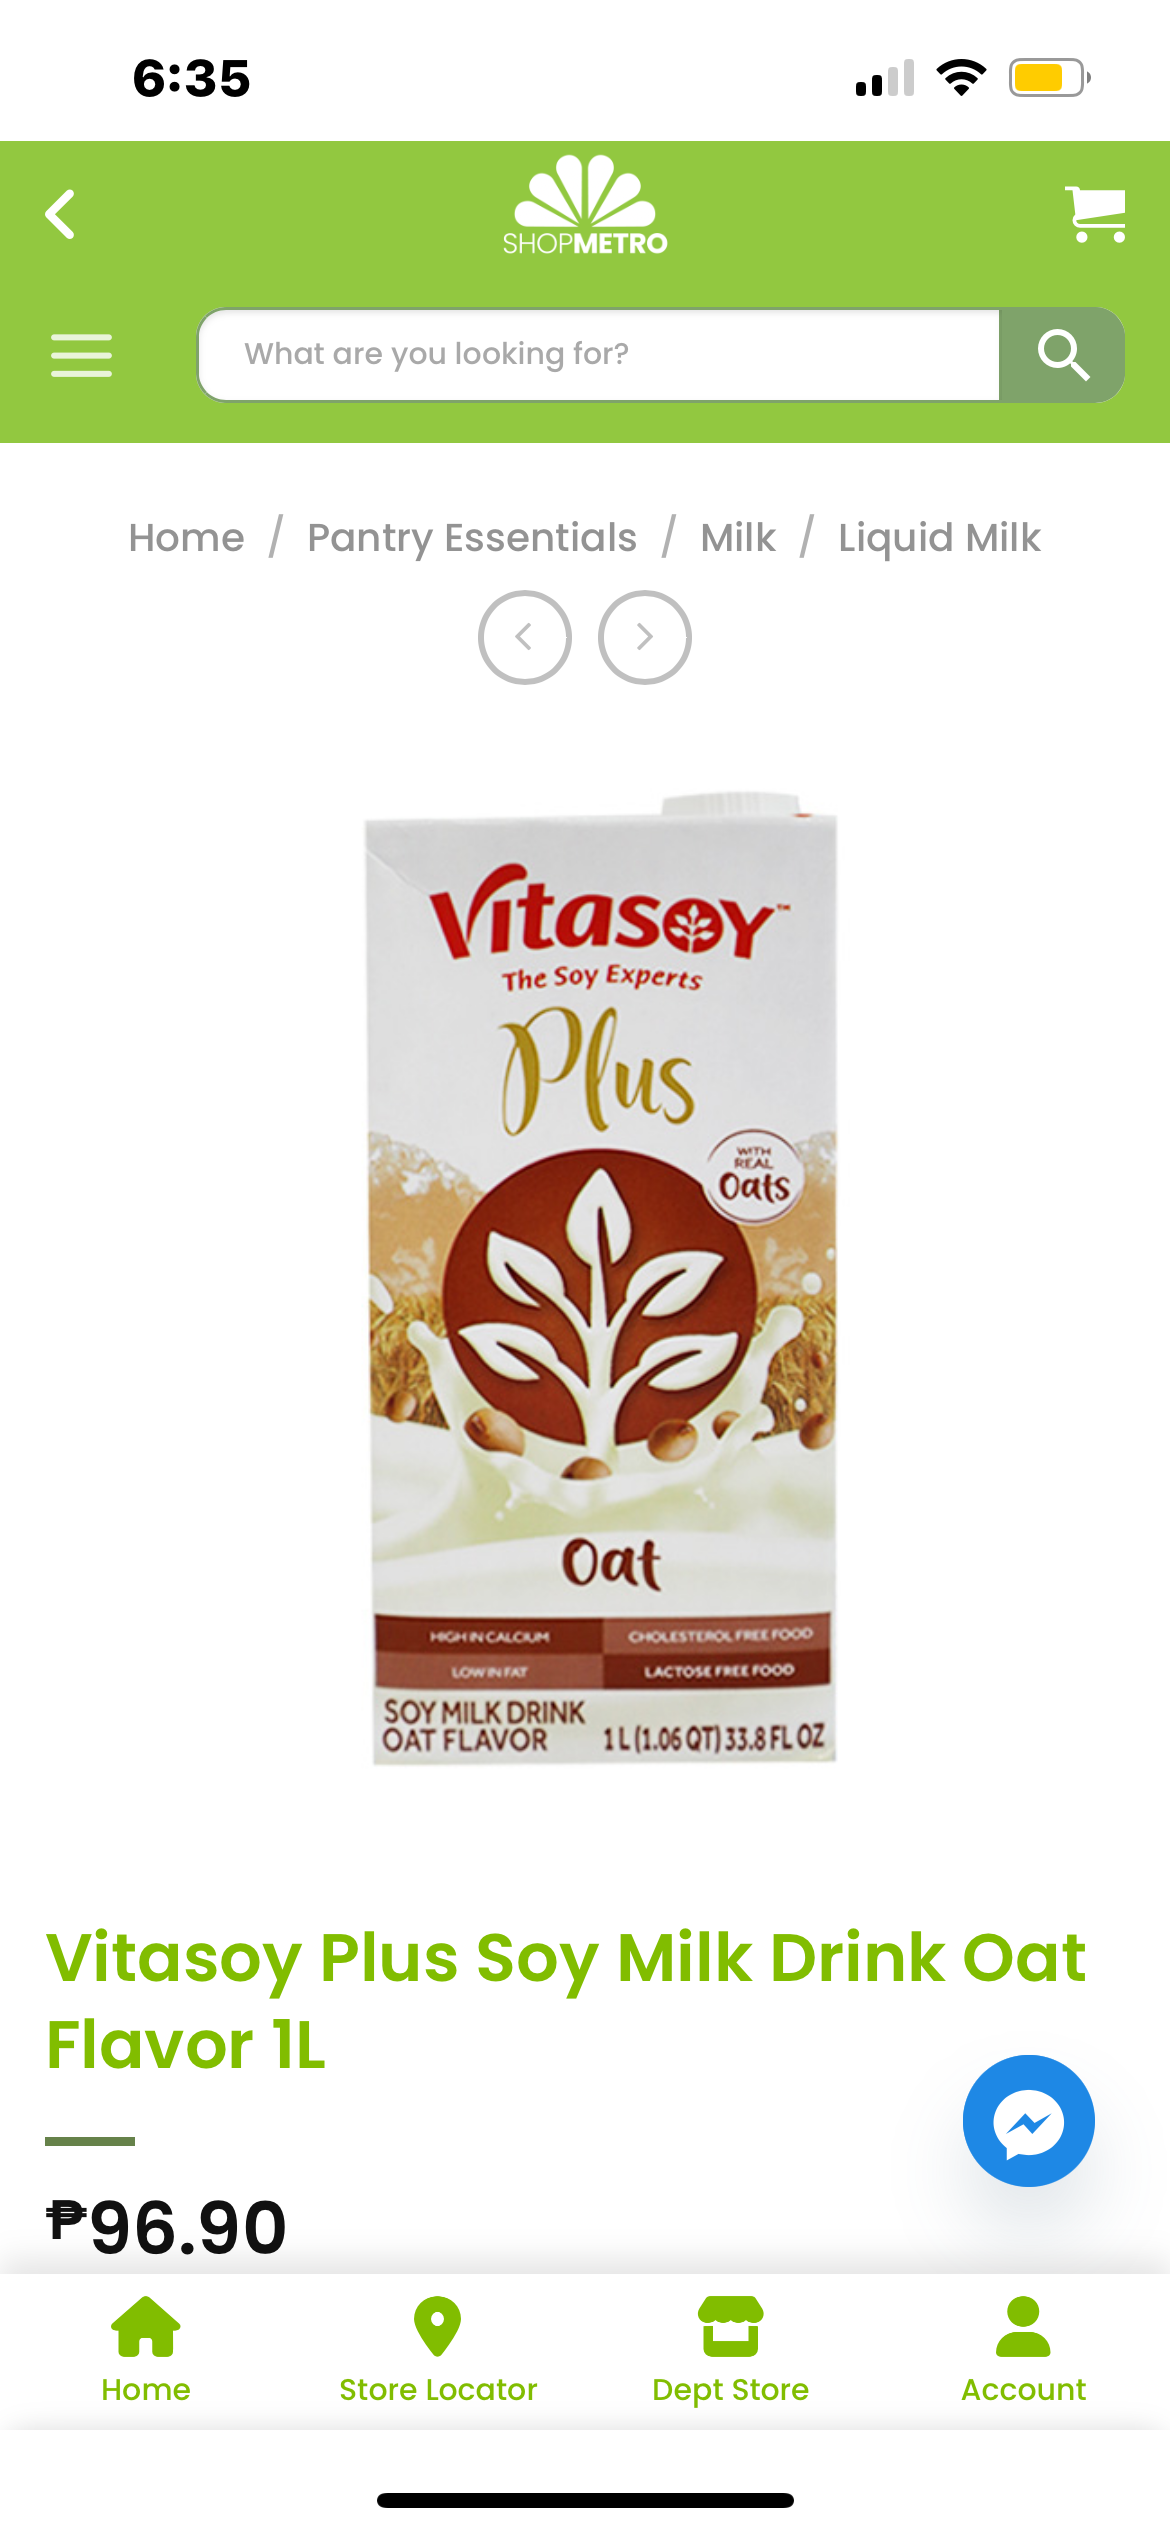 6:35
SHOPMETRO
What are you looking for?
Home / Pantry Essentials / Milk / Liquid Milk
Vitasoy™
The Soy Experts
Plus
WITH
REAL
Oats
Oat
HIGH IN CALCIUM CHOLESTEROL FREE FOOD
LOW IN FAT LACTOSE FREE FOOD
SOY MILK DRINK
OAT FLAVOR 1 L (1.06 QT) 33.8 FL OZ
Vitasoy Plus Soy Milk Drink Oat
Flavor 1L
₱96.90
Home Store Locator Dept Store Account